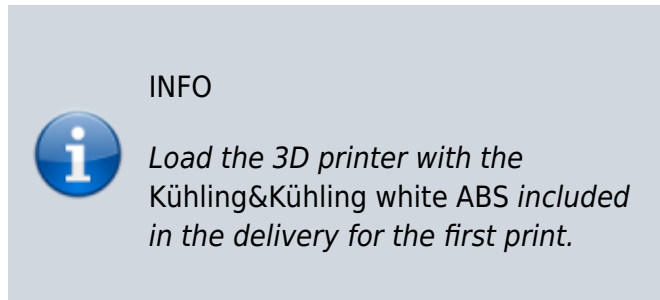 INFO
Load the 3D printer with the
Kühling&Kühling white ABS included
in the delivery for the first print.